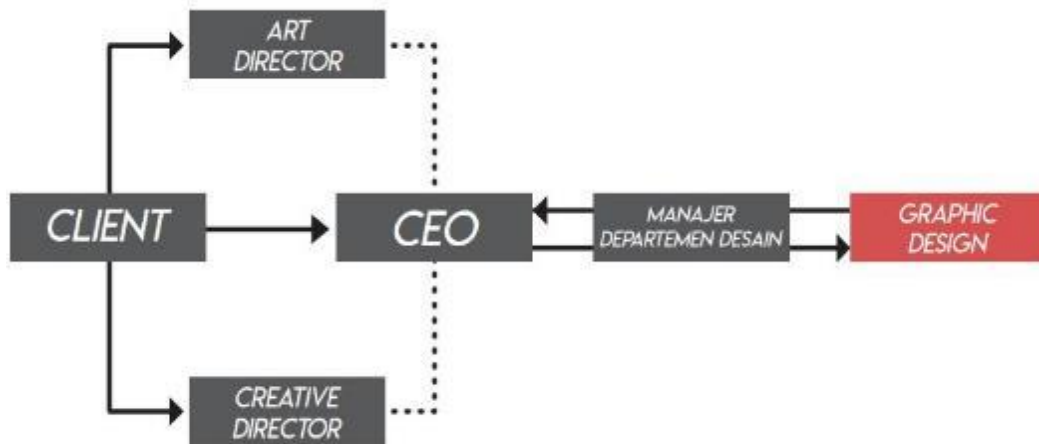 ART
DIRECTOR
CLIENT
CEO
MANAJER
DEPARTEMEN DESAIN
GRAPHIC
DESIGN
CREATIVE
DIRECTOR